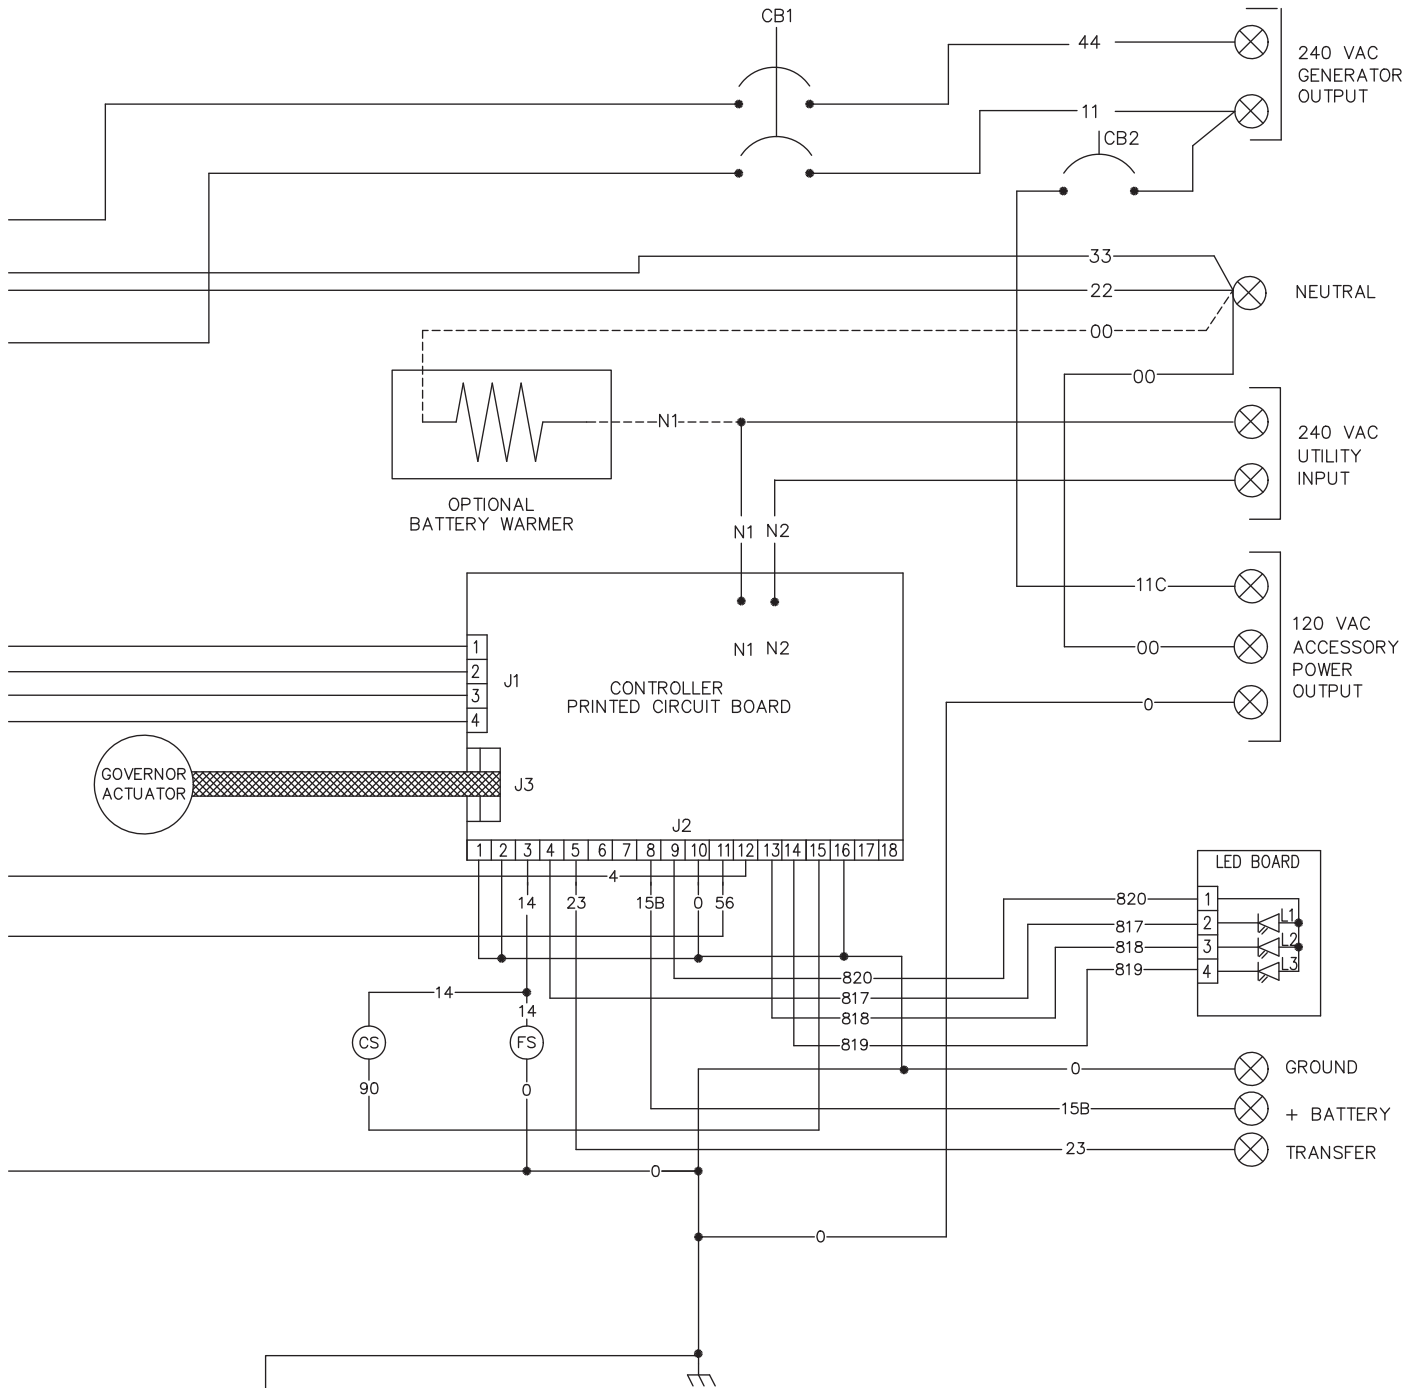 CB1
44
240 VAC
GENERATOR
OUTPUT
11
CB2
33
22
NEUTRAL
00
00
N1
240 VAC
UTILITY
INPUT
OPTIONAL
BATTERY WARMER
N1 N2
11C
120 VAC
ACCESSORY
POWER
OUTPUT
00
0
N1 N2
1
2
3
4
J1
CONTROLLER
PRINTED CIRCUIT BOARD
GOVERNOR
ACTUATOR
J3
J2
1 2 3 4 5 6 7 8 9 10 11 12 13 14 15 16 17 18
LED BOARD
4
14 23 15B 0 56
820 1
817 2 L1
818 3 L2
819 4 L3
820
817
818
819
14
14
CS
FS
90
0
0
GROUND
15B
+ BATTERY
23
TRANSFER
0
0